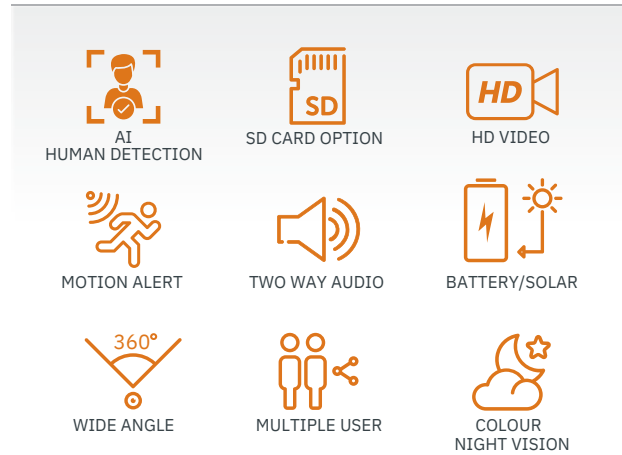 AI
HUMAN DETECTION
SD
SD CARD OPTION
HD
HD VIDEO
MOTION ALERT
TWO WAY AUDIO
BATTERY/SOLAR
360°
WIDE ANGLE
MULTIPLE USER
COLOUR
NIGHT VISION